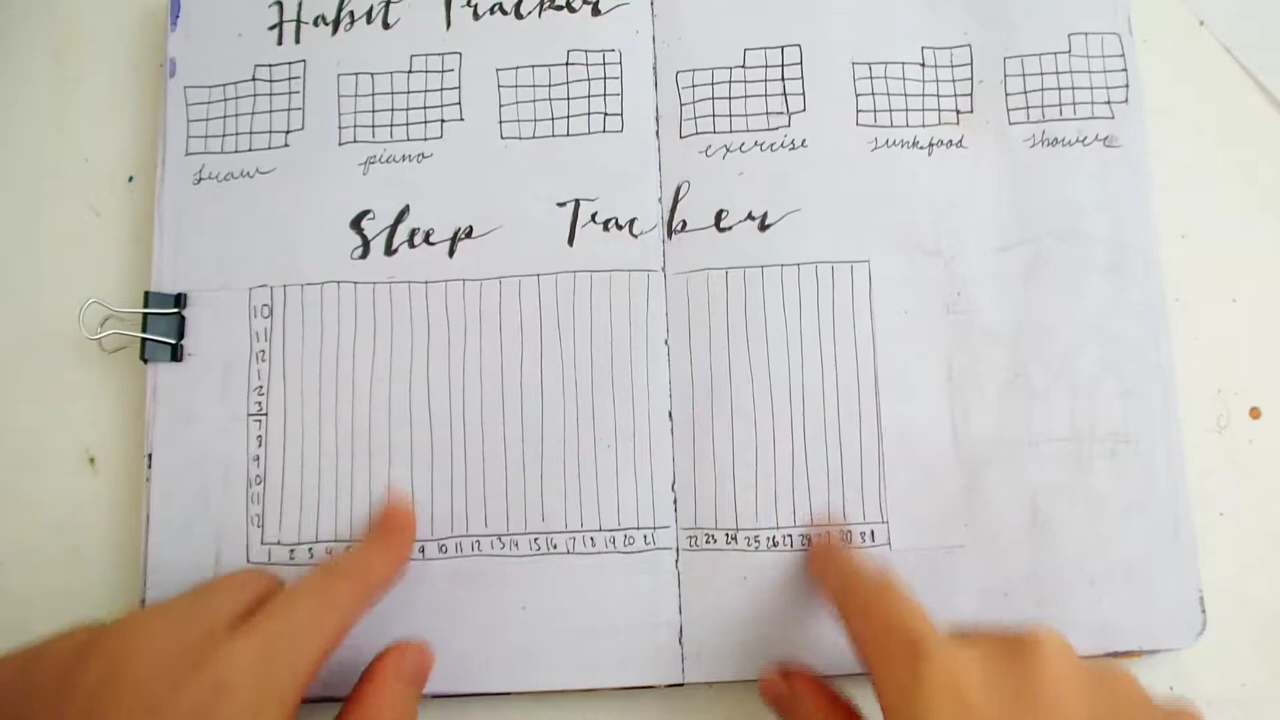 Habit Tracker
draw
piano
exercise
junkfood
shower
Sleep Tracker
10
11
12
1
2
3
7
8
9
10
11
12
1 2 3 4 9 10 11 12 13 14 15 16 17 18 19 20 21 22 23 24 25 26 27 28 30 31